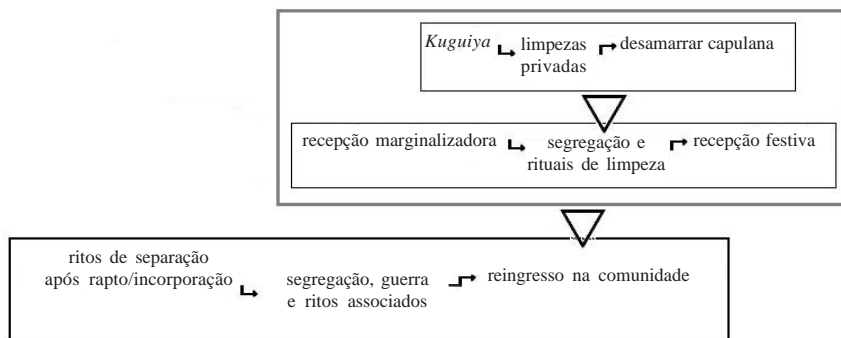 Kuguiya limpezas privadas desamarrar capulana
recepção marginalizadora segregação e rituais de limpeza recepção festiva
ritos de separação
após rapto/incorporação
segregação, guerra
e ritos associados
reingresso na comunidade